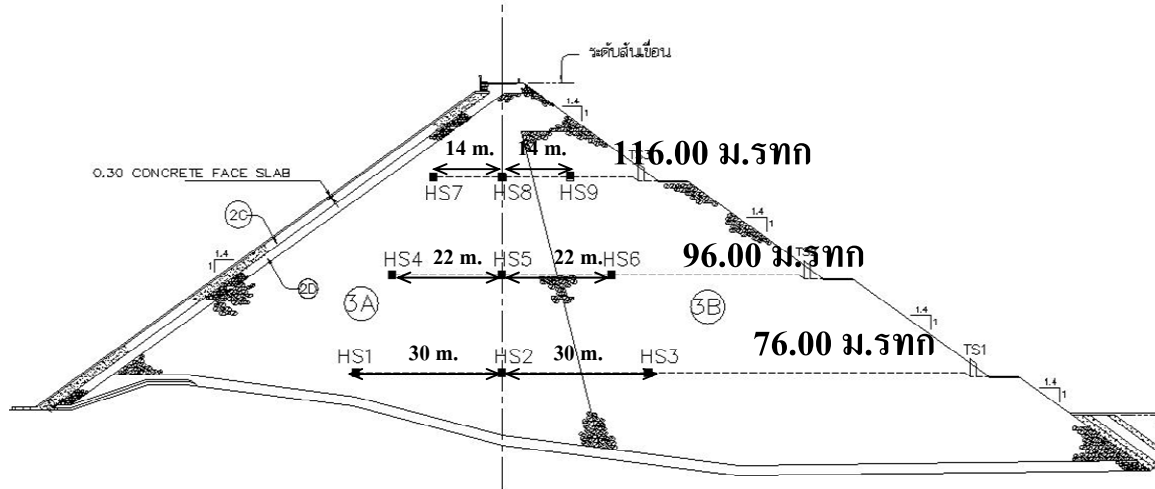 ระดับสันเขื่อน
1.4
1
14 m.
14 m.
116.00 ม.รทก
0.30 CONCRETE FACE SLAB
HS7
HS8
HS9
2C
1.4
1
1.4
1
22 m.
22 m.
96.00 ม.รทก
HS4
HS5
HS6
2D
3A
3B
1.4
1
30 m.
30 m.
76.00 ม.รทก
HS1
HS2
HS3
TS1
1.4
1